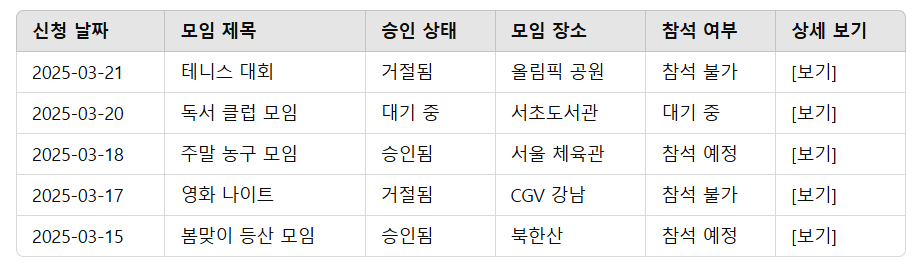 신청 날짜 모임 제목 승인 상태 모임 장소 참석 여부 상세 보기
2025-03-21 테니스 대회 거절됨 올림픽 공원 참석 불가 [보기]
2025-03-20 독서 클럽 모임 대기 중 서초도서관 대기 중 [보기]
2025-03-18 주말 농구 모임 승인됨 서울 체육관 참석 예정 [보기]
2025-03-17 영화 나이트 거절됨 CGV 강남 참석 불가 [보기]
2025-03-15 봄맞이 등산 모임 승인됨 북한산 참석 예정 [보기]